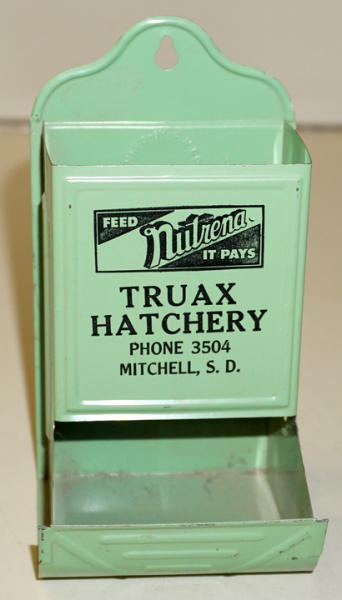 FEED
Nutrena
IT PAYS
TRUAX
HATCHERY
PHONE 3504
MITCHELL, S. D.